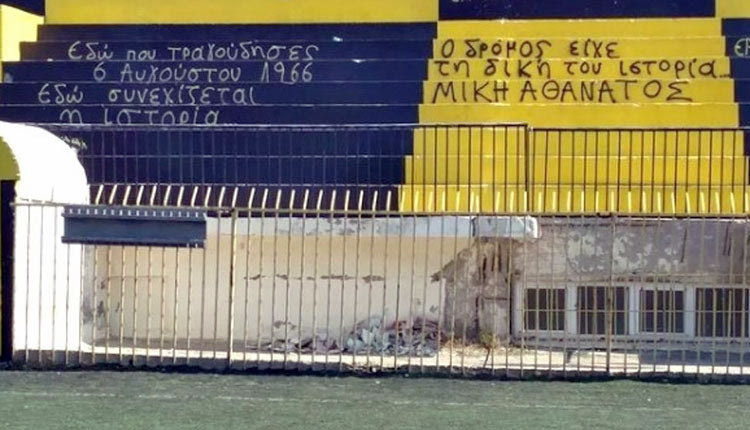 Εδώ που τραγούδησες
6 Αυγούστου 1966
Εδώ συνεχίζεται
η ιστορία...
Ο δρόμος είχε
τη δική του ιστορία...
ΜΙΚΗ ΑΘΑΝΑΤΟΣ